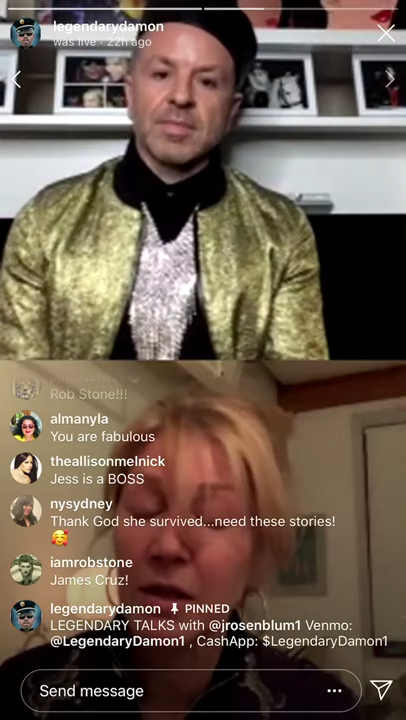 legendarydamon
was live · 22h ago
Rob Stone!!!
almanyla
You are fabulous
theallisonmelnick
Jess is a BOSS
nysydney
Thank God she survived...need these stories!
🥰
iamrobstone
James Cruz!
legendarydamon PINNED
LEGENDARY TALKS with @jrosenblum1 Venmo:
@LegendaryDamon1 , CashApp: $LegendaryDamon1
Send message